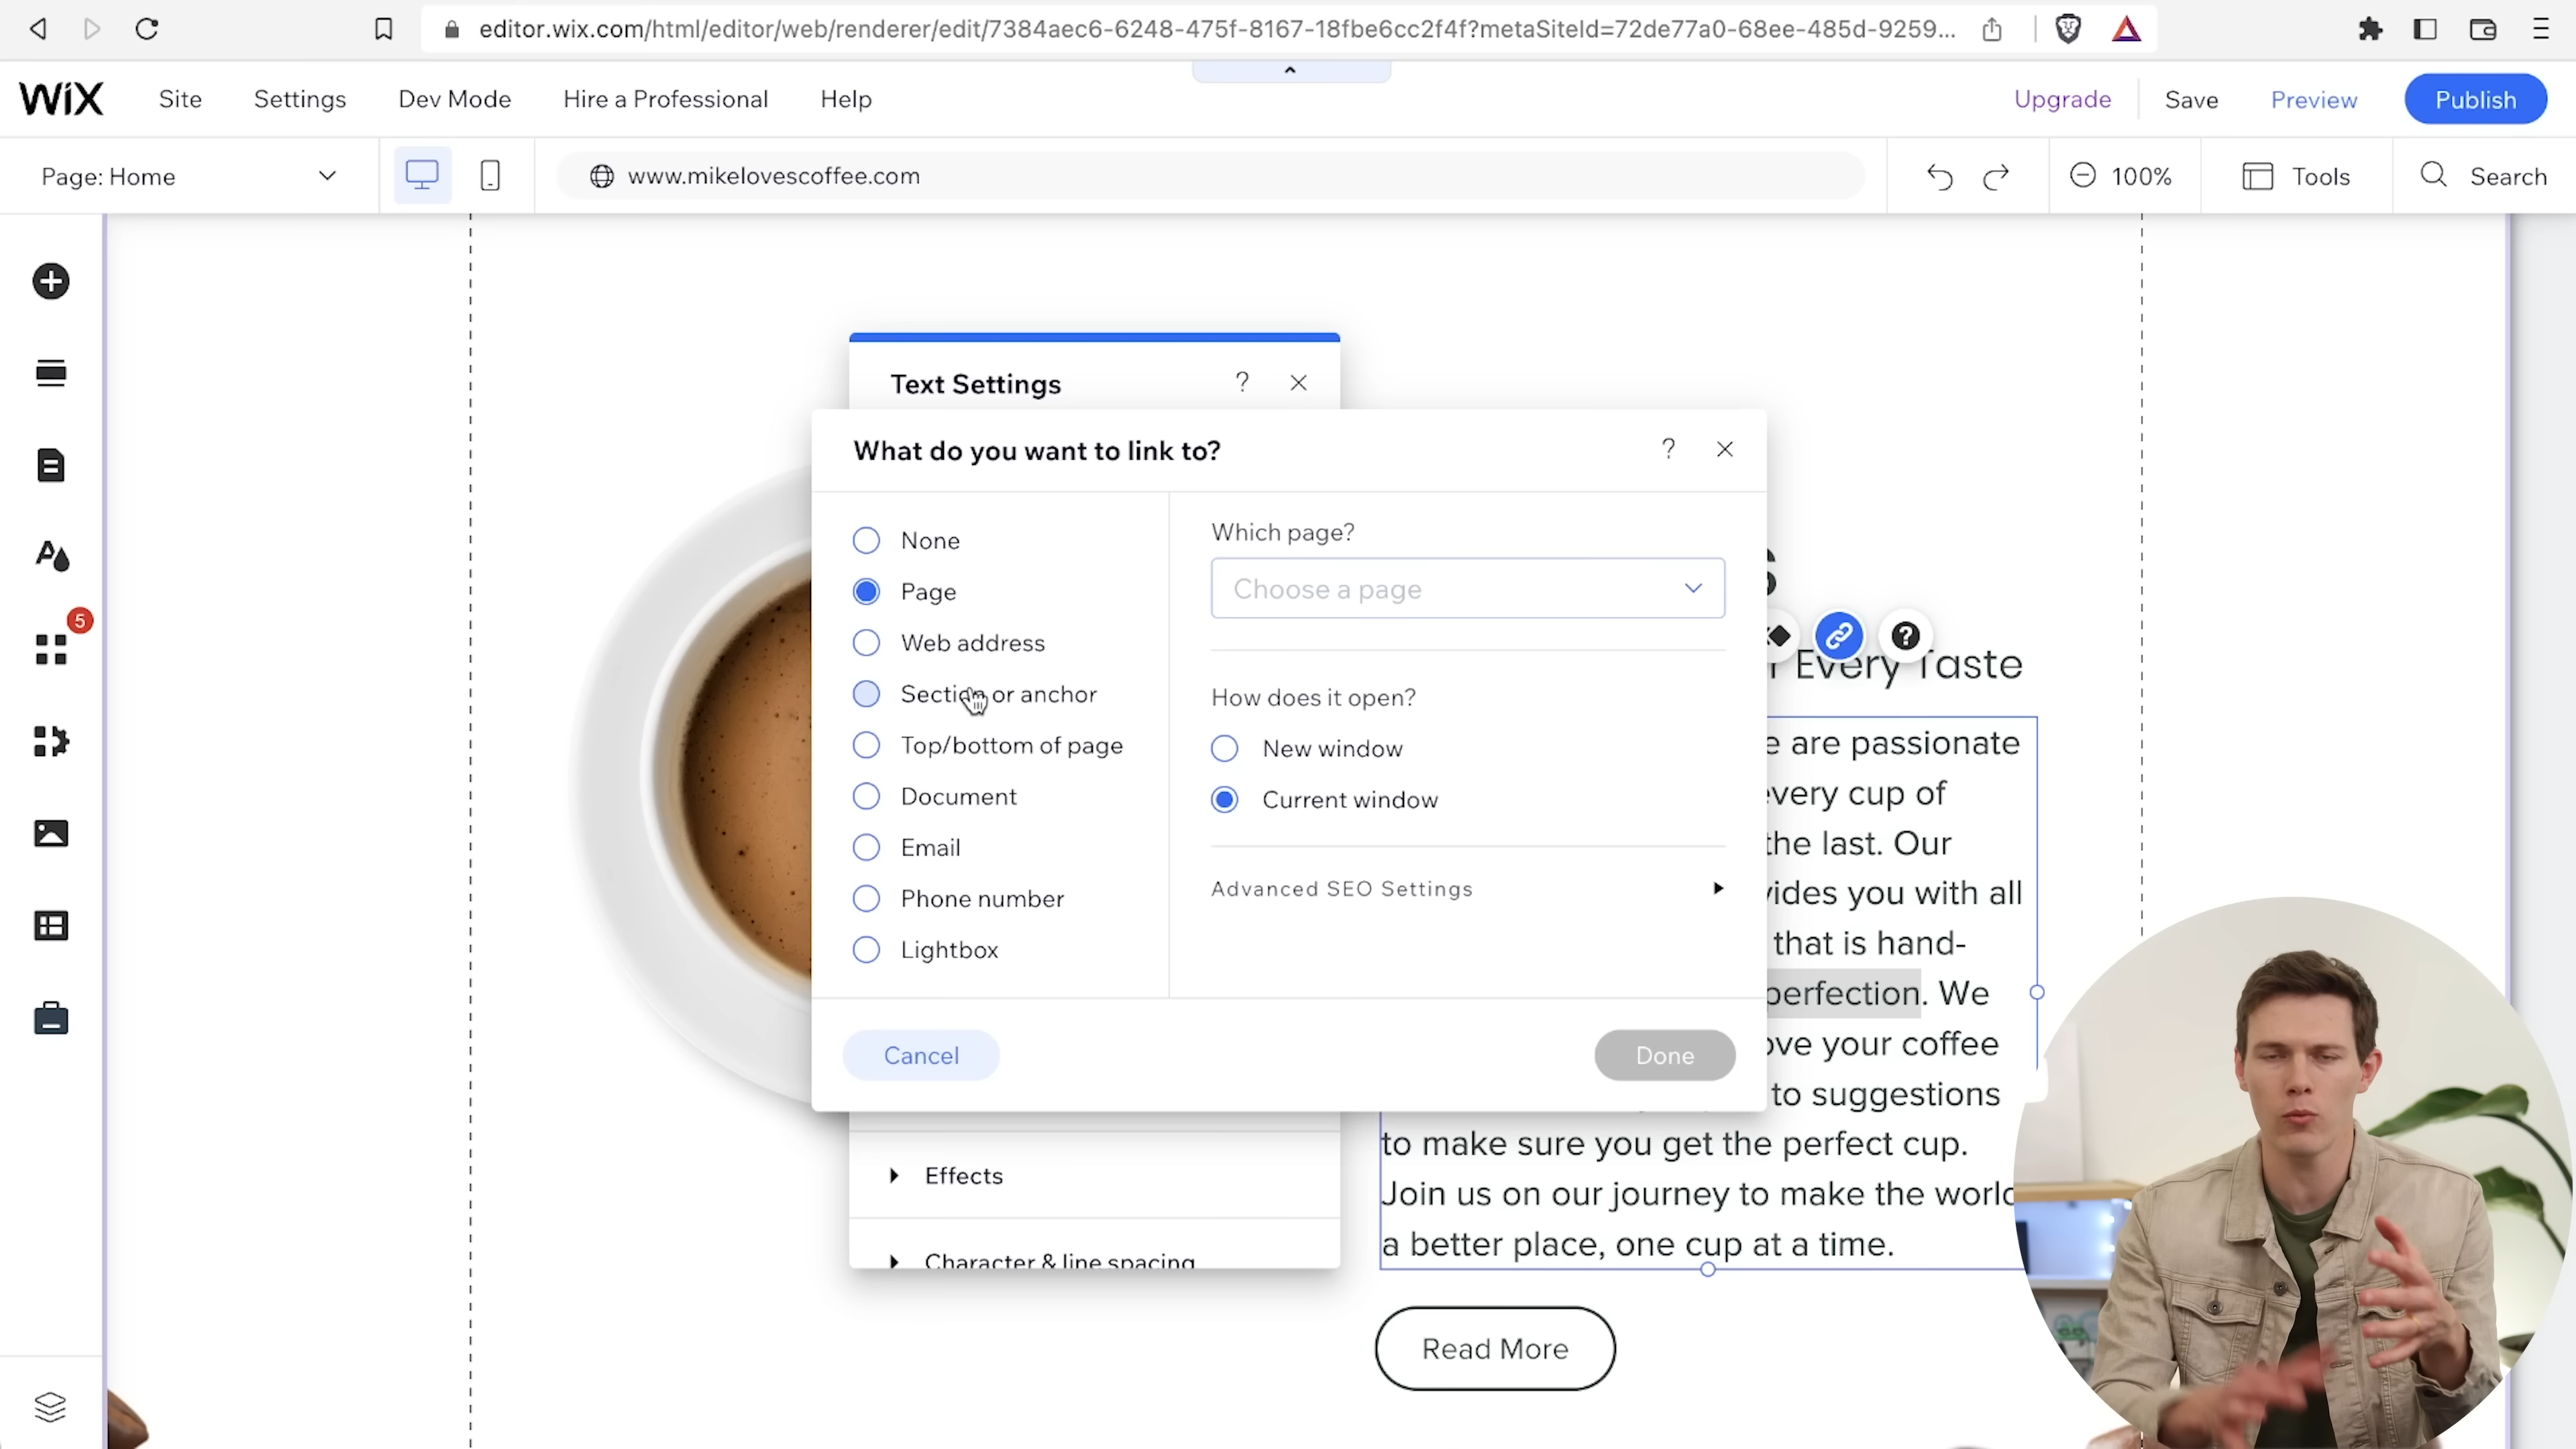 editor.wix.com/html/editor/web/renderer/edit/7384aec6-6248-475f-8167-18fbe6cc2f4f?metaSiteId=72de77a0-68ee-485d-9259...
WiX Site Settings Dev Mode Hire a Professional Help Upgrade Save Preview Publish
Page: Home www.mikelovescoffee.com 100% Tools Search
5
Text Settings ? ×
What do you want to link to? ? ×
None
Page
Web address
Section or anchor
Top/bottom of page
Document
Email
Phone number
Lightbox
Which page?
Choose a page
How does it open?
New window
Current window
Advanced SEO Settings
Cancel Done
Effects
Character & line spacing
s
?
Every Taste
e are passionate
every cup of
the last. Our
vides you with all
that is hand-
perfection. We
ove your coffee
to suggestions
to make sure you get the perfect cup.
Join us on our journey to make the world
a better place, one cup at a time.
Read More